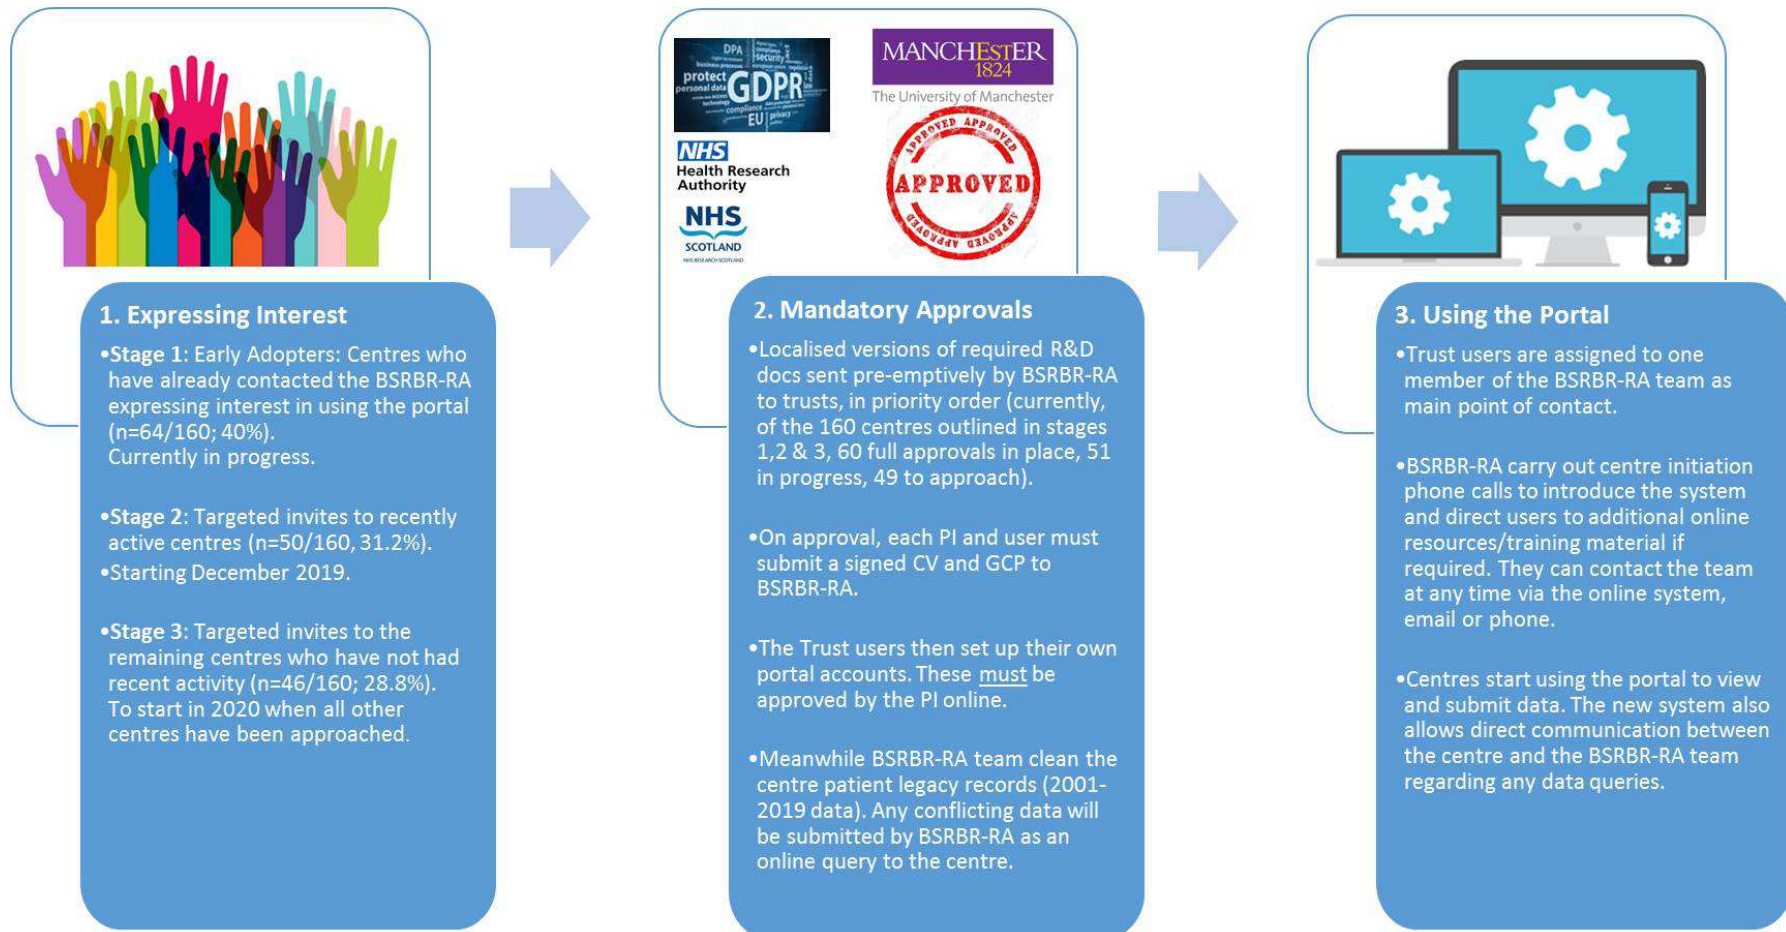 DPA
security
act
business processes
protect
personal data
GDPR
law
technology
compliance
EU
privacy
NHS
Health Research
Authority
NHS
SCOTLAND
NHS RESEARCH SCOTLAND
MANCHESTER
1824
The University of Manchester
APPROVED APPROVED
APPROVED
APPROVED APPROVED
1. Expressing Interest
•Stage 1: Early Adopters: Centres who
have already contacted the BSRBR-RA
expressing interest in using the portal
(n=64/160; 40%).
Currently in progress.
•Stage 2: Targeted invites to recently
active centres (n=50/160, 31.2%).
•Starting December 2019.
•Stage 3: Targeted invites to the
remaining centres who have not had
recent activity (n=46/160; 28.8%).
To start in 2020 when all other
centres have been approached.
2. Mandatory Approvals
•Localised versions of required R&D
docs sent pre-emptively by BSRBR-RA
to trusts, in priority order (currently,
of the 160 centres outlined in stages
1,2 & 3, 60 full approvals in place, 51
in progress, 49 to approach).
•On approval, each PI and user must
submit a signed CV and GCP to
BSRBR-RA.
•The Trust users then set up their own
portal accounts. These must be
approved by the PI online.
•Meanwhile BSRBR-RA team clean the
centre patient legacy records (2001-
2019 data). Any conflicting data will
be submitted by BSRBR-RA as an
online query to the centre.
3. Using the Portal
•Trust users are assigned to one
member of the BSRBR-RA team as
main point of contact.
•BSRBR-RA carry out centre initiation
phone calls to introduce the system
and direct users to additional online
resources/training material if
required. They can contact the team
at any time via the online system,
email or phone.
•Centres start using the portal to view
and submit data. The new system also
allows direct communication between
the centre and the BSRBR-RA team
regarding any data queries.